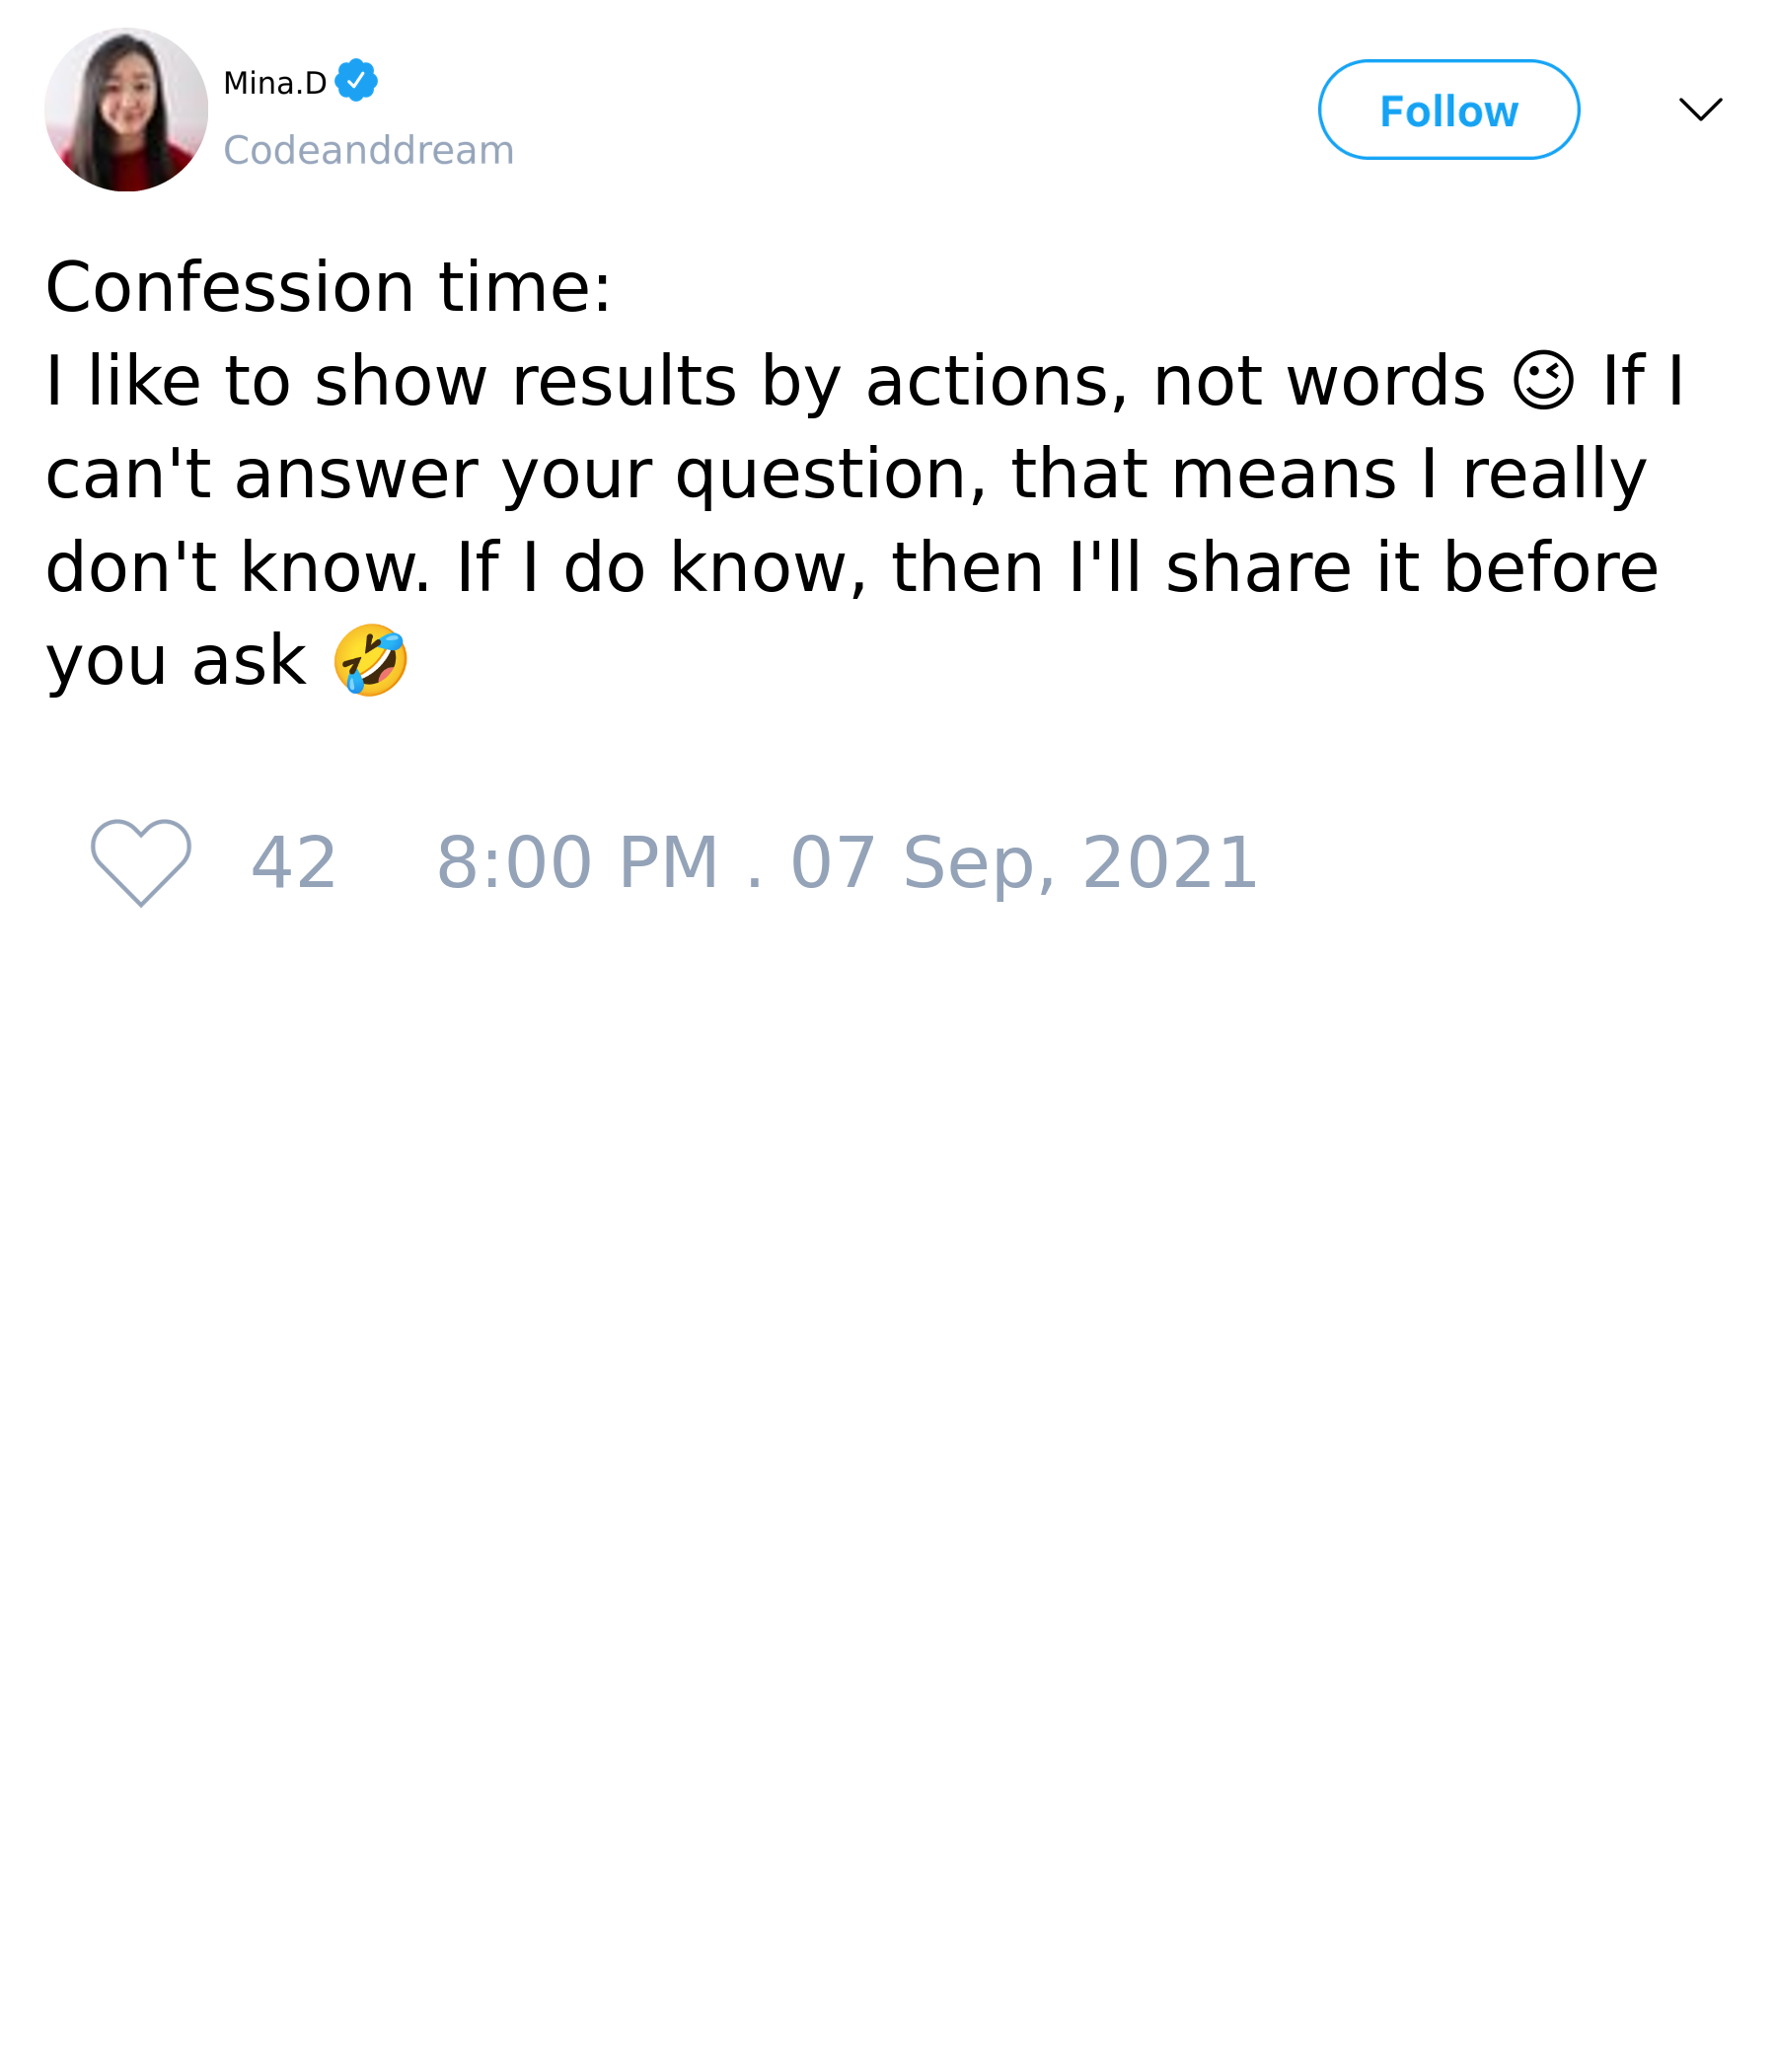 Mina.D
Codeanddream
Follow
Confession time:
I like to show results by actions, not words 😉 If I
can't answer your question, that means I really
don't know. If I do know, then I'll share it before
you ask 🤣
42 8:00 PM . 07 Sep, 2021